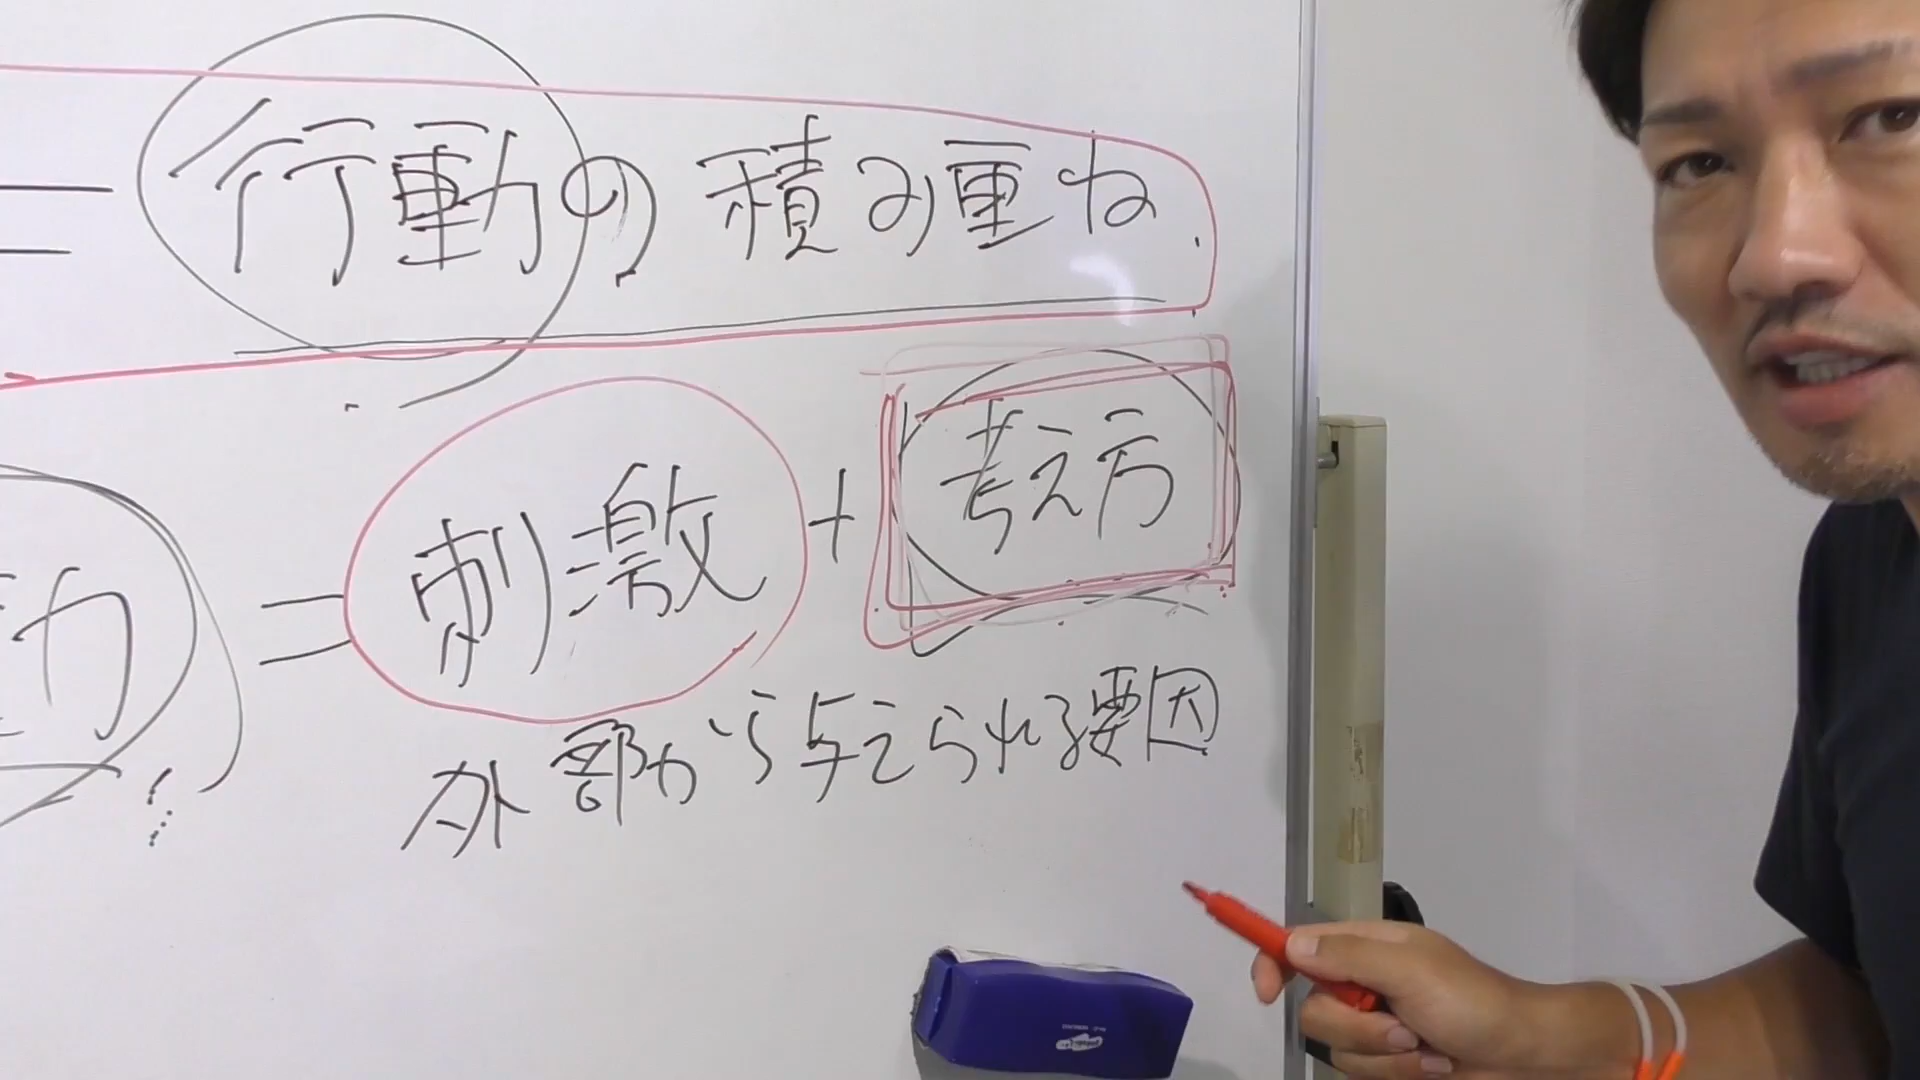 ＝行動の積み重ね
動＝刺激＋考え方
外部から与えられる要因